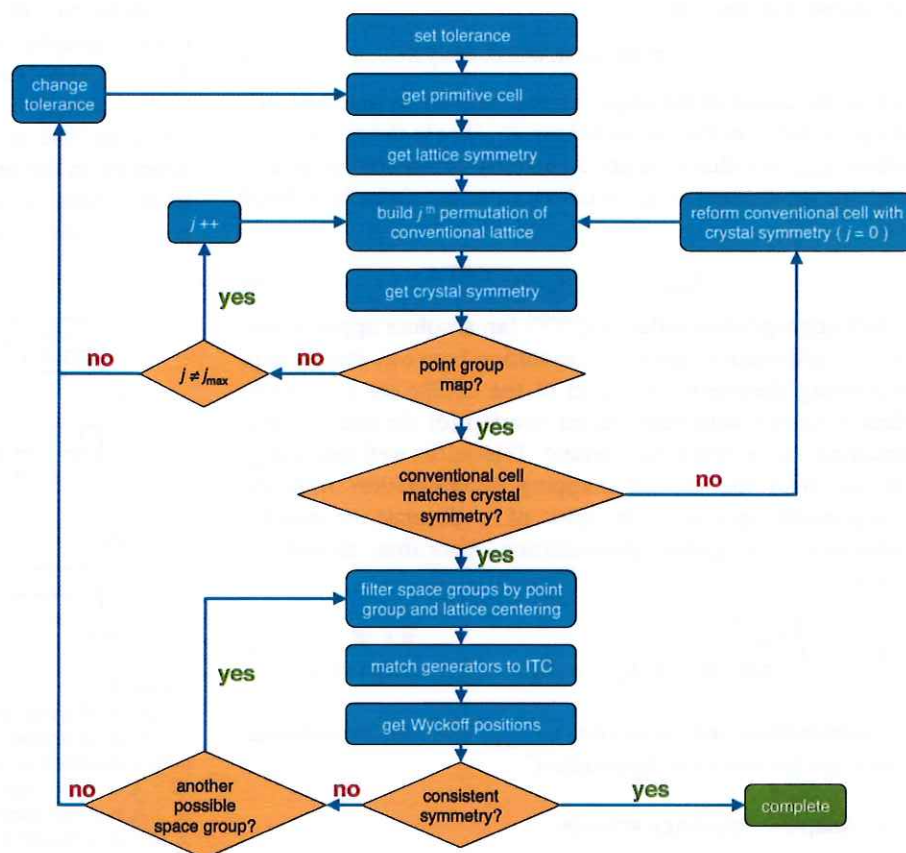 set tolerance
change
tolerance
get primitive cell
get lattice symmetry
j ++
build j th permutation of
conventional lattice
reform conventional cell with
crystal symmetry ( j = 0 )
yes
get crystal symmetry
no
j ≠ jmax
no
point group
map?
yes
conventional cell
matches crystal
symmetry?
no
yes
filter space groups by point
group and lattice centering
yes
match generators to ITC
get Wyckoff positions
no
another
possible
space group?
no
consistent
symmetry?
yes
complete